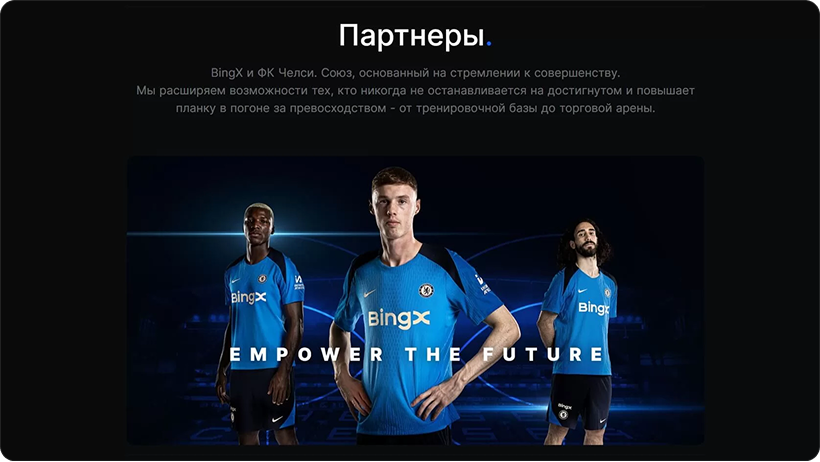 Партнеры.
BingX и ФК Челси. Союз, основанный на стремлении к совершенству.
Мы расширяем возможности тех, кто никогда не останавливается на достигнутом и повышает
планку в погоне за превосходством - от тренировочной базы до торговой арены.
BingX
BingX
BingX
EMPOWER THE FUTURE
BingX